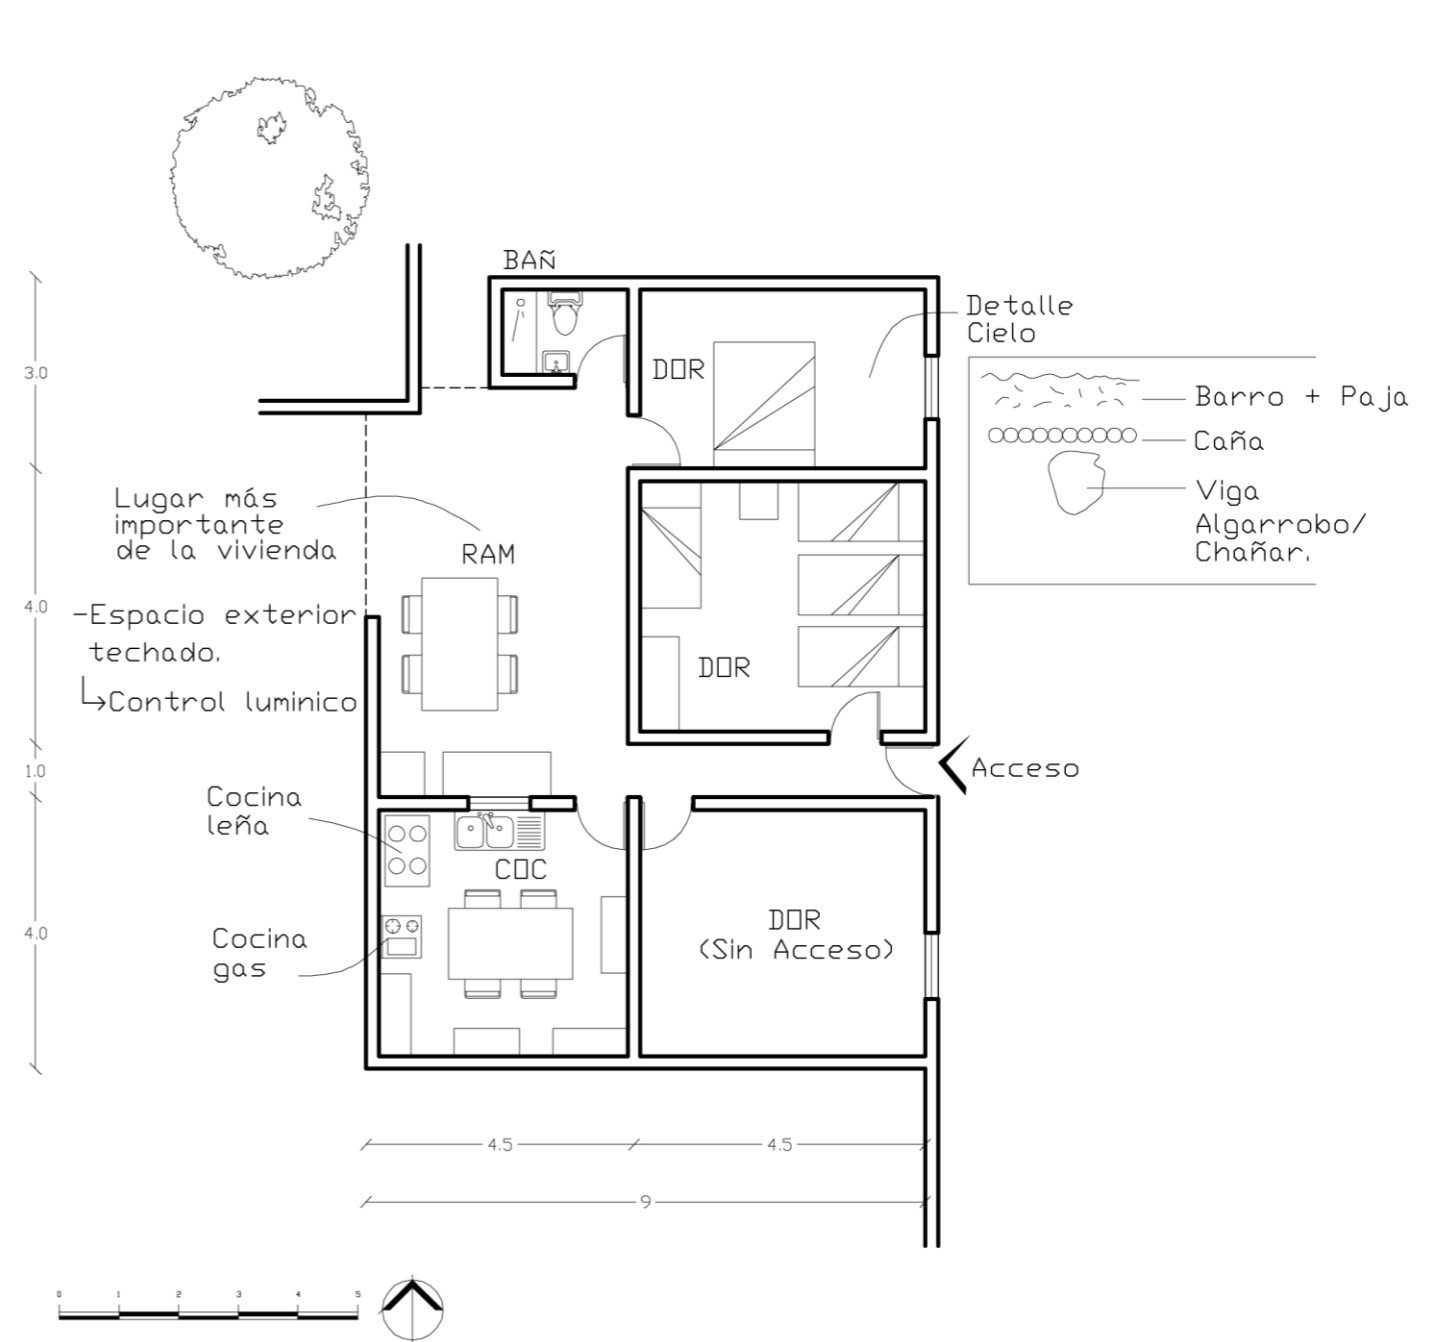 BAÑ
Detalle
Cielo
DOR
3.0
Barro + Paja
Caña
Viga
Algarrobo/
Chañar.
Lugar más
importante
de la vivienda
RAM
4.0
-Espacio exterior
techado.
Control luminico
DOR
1.0
Acceso
Cocina
leña
COC
DOR
(Sin Acceso)
4.0
Cocina
gas
4.5
4.5
9
0 1 2 3 4 5